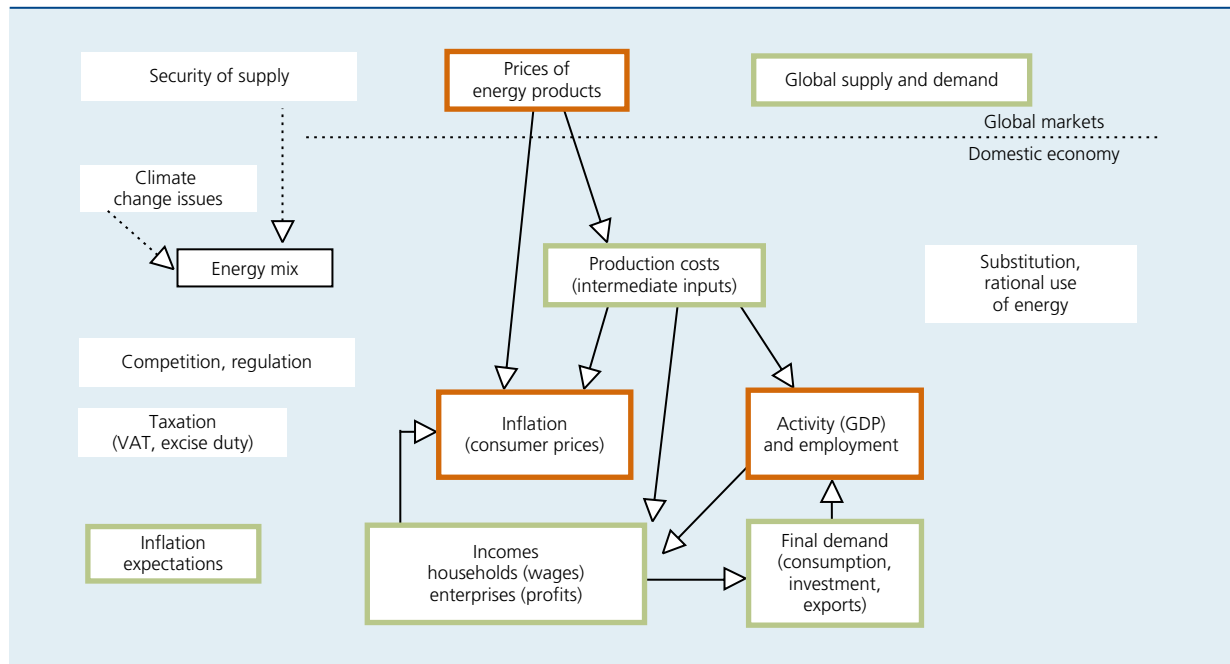 Security of supply
Prices of
energy products
Global supply and demand
Global markets
Domestic economy
Climate
change issues
Energy mix
Production costs
(intermediate inputs)
Substitution,
rational use
of energy
Competition, regulation
Taxation
(VAT, excise duty)
Inflation
(consumer prices)
Activity (GDP)
and employment
Inflation
expectations
Incomes
households (wages)
enterprises (profits)
Final demand
(consumption,
investment,
exports)